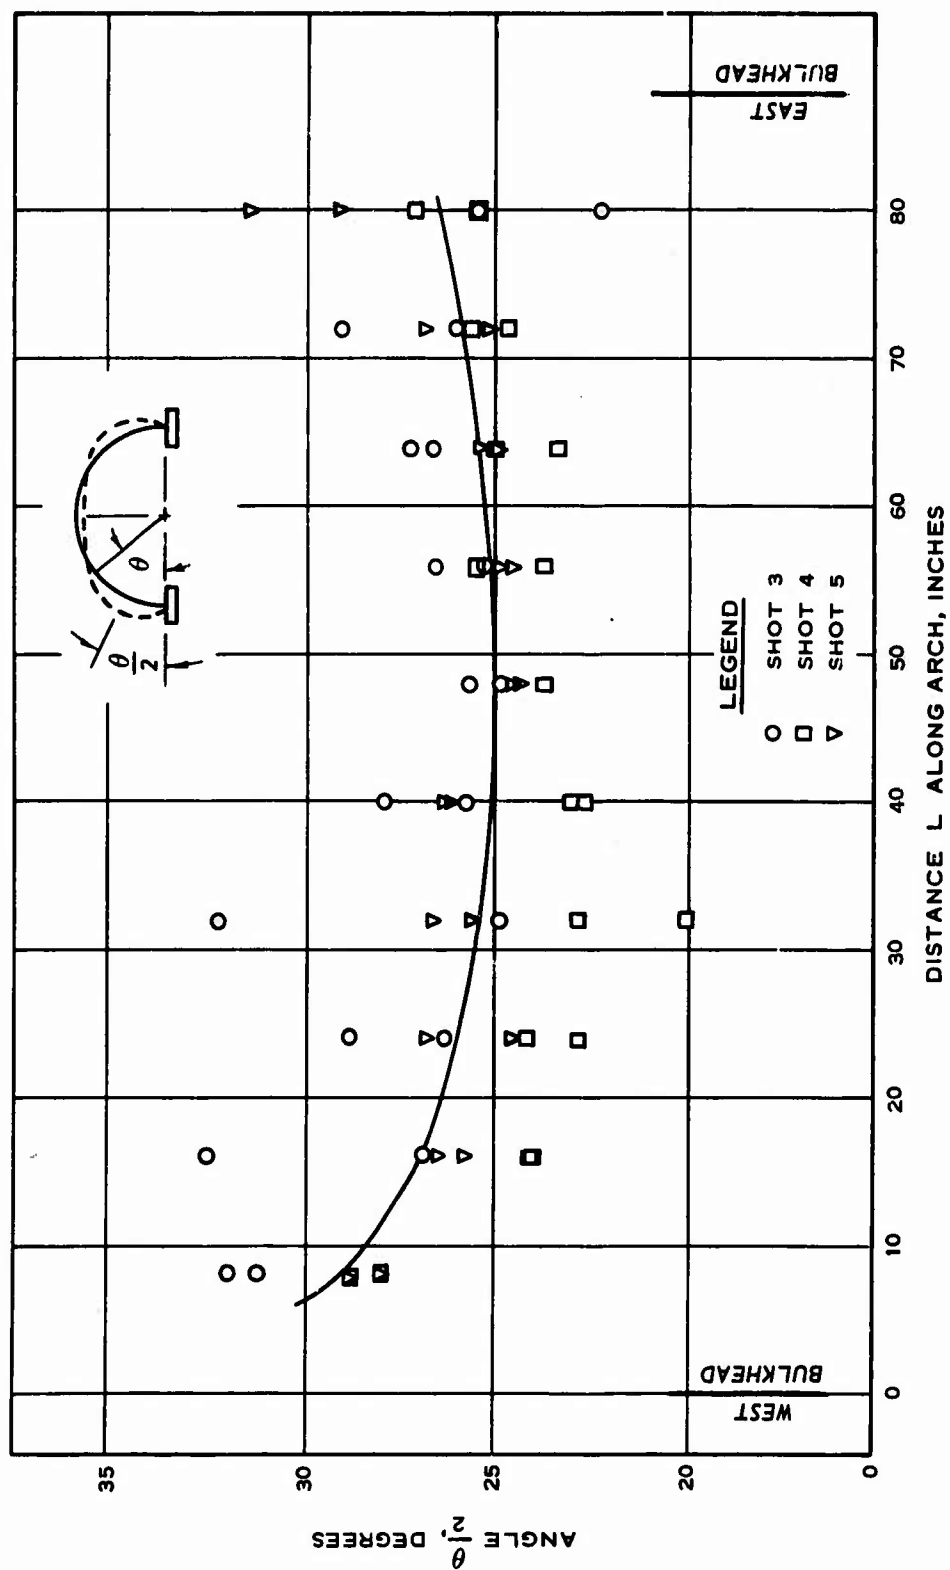 θ/2
θ
ANGLE θ/2, DEGREES
35
30
25
20
0
WEST
BULKHEAD
EAST
BULKHEAD
LEGEND
○ SHOT 3
□ SHOT 4
▽ SHOT 5
0 10 20 30 40 50 60 70 80
DISTANCE L ALONG ARCH, INCHES